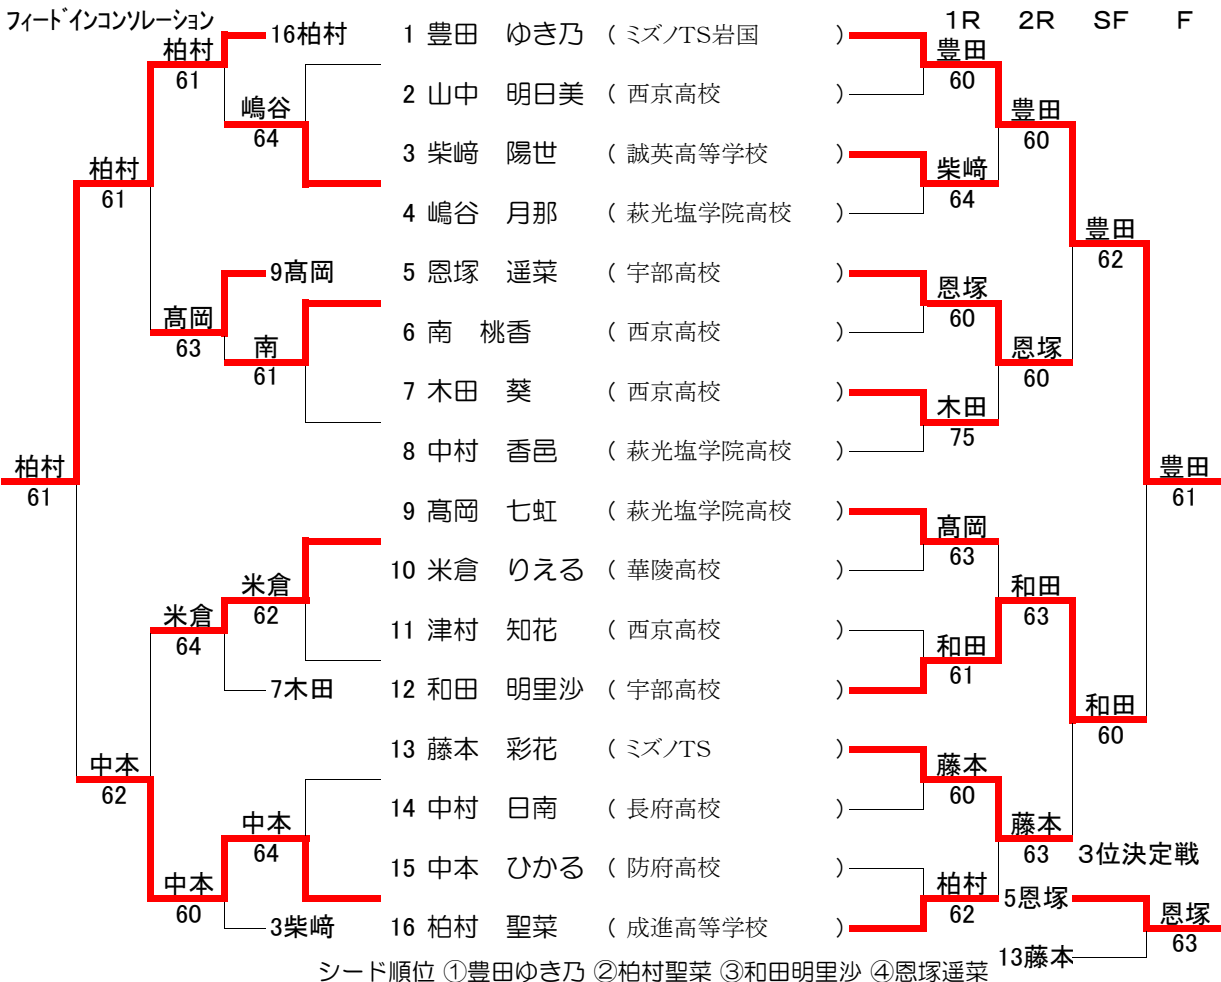 フィードインコンソレーション
1R 2R SF F
16柏村 1 豊田 ゆき乃 ( ミズノTS岩国 )
柏村 61 豊田 60
2 山中 明日美 ( 西京高校 )
嶋谷 64 豊田 60
3 柴﨑 陽世 ( 誠英高等学校 )
柏村 61 柴﨑 64
4 嶋谷 月那 ( 萩光塩学院高校 )
豊田 62
9髙岡 5 恩塚 遥菜 ( 宇部高校 )
恩塚 60
髙岡 63 6 南 桃香 ( 西京高校 )
南 61 恩塚 60
7 木田 葵 ( 西京高校 )
木田 75
8 中村 香邑 ( 萩光塩学院高校 )
柏村 61 豊田 61
9 髙岡 七虹 ( 萩光塩学院高校 )
髙岡 63
10 米倉 りえる ( 華陵高校 )
米倉 62 和田 63
米倉 64 11 津村 知花 ( 西京高校 )
和田 61
7木田 12 和田 明里沙 ( 宇部高校 )
和田 60
13 藤本 彩花 ( ミズノTS )
中本 62 藤本 60
14 中村 日南 ( 長府高校 )
中本 64 藤本 63
3位決定戦
15 中本 ひかる ( 防府高校 )
中本 60 柏村 62 5恩塚
3柴﨑 16 柏村 聖菜 ( 成進高等学校 )
恩塚 63
13藤本
シード順位 ①豊田ゆき乃 ②柏村聖菜 ③和田明里沙 ④恩塚遥菜